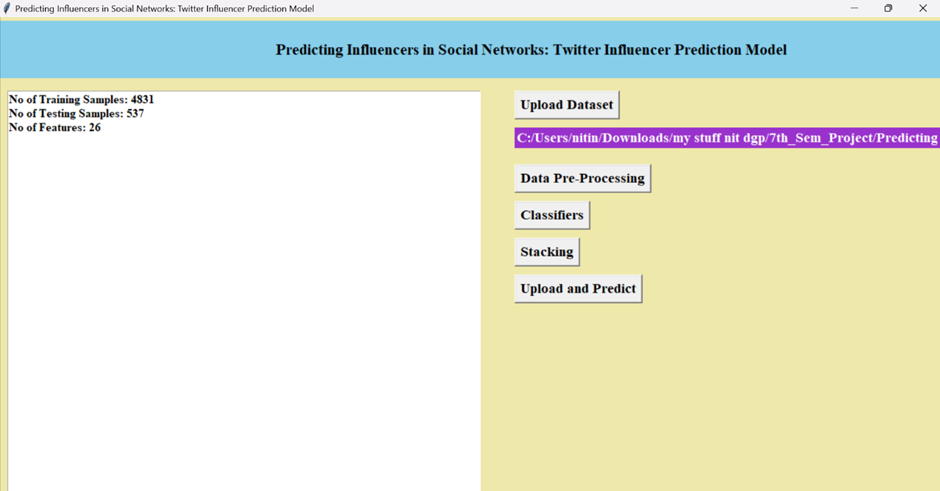 Predicting Influencers in Social Networks: Twitter Influencer Prediction Model
Predicting Influencers in Social Networks: Twitter Influencer Prediction Model
No of Training Samples: 4831
No of Testing Samples: 537
No of Features: 26
Upload Dataset
C:/Users/nitin/Downloads/my stuff nit dgp/7th_Sem_Project/Predicting
Data Pre-Processing
Classifiers
Stacking
Upload and Predict